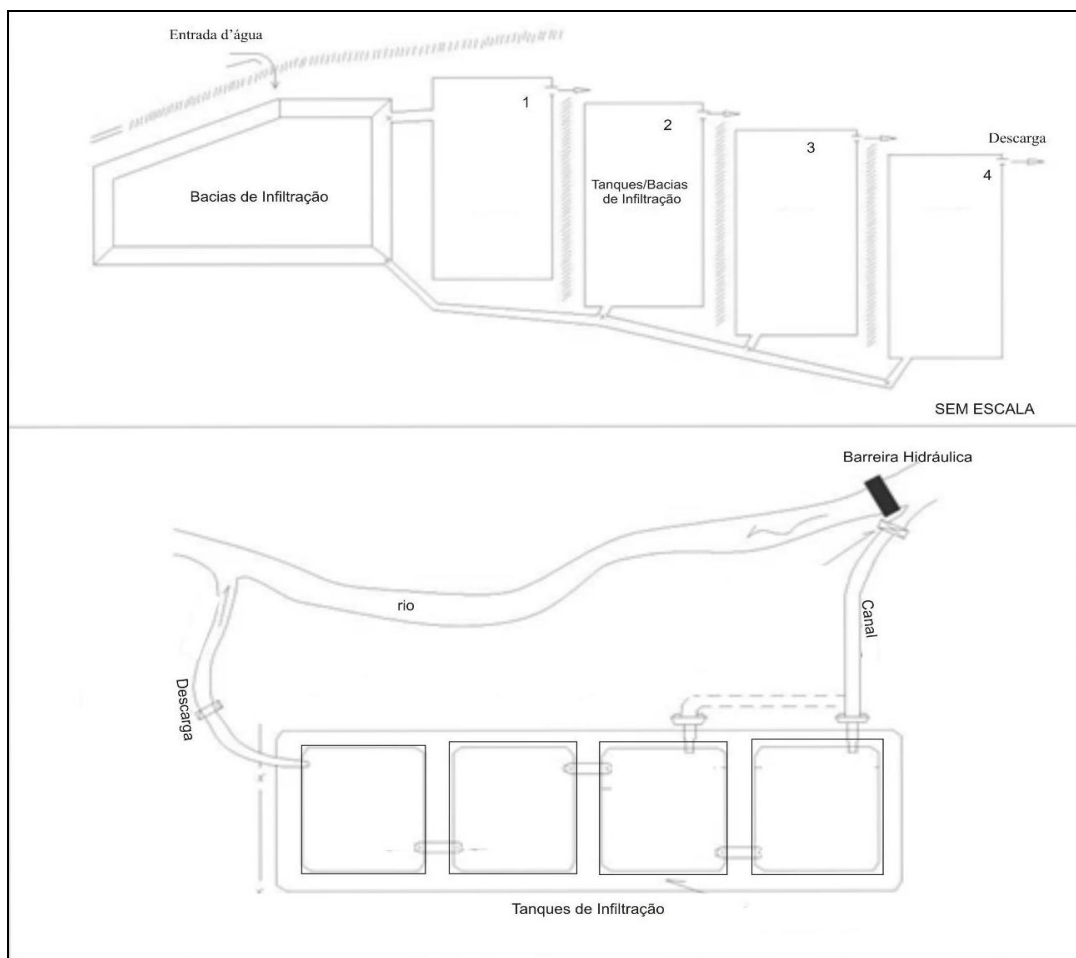 Entrada d'água
1
2
3
4
Descarga
Bacias de Infiltração
Tanques/Bacias
de Infiltração
SEM ESCALA
Barreira Hidráulica
rio
Canal
Descarga
Tanques de Infiltração